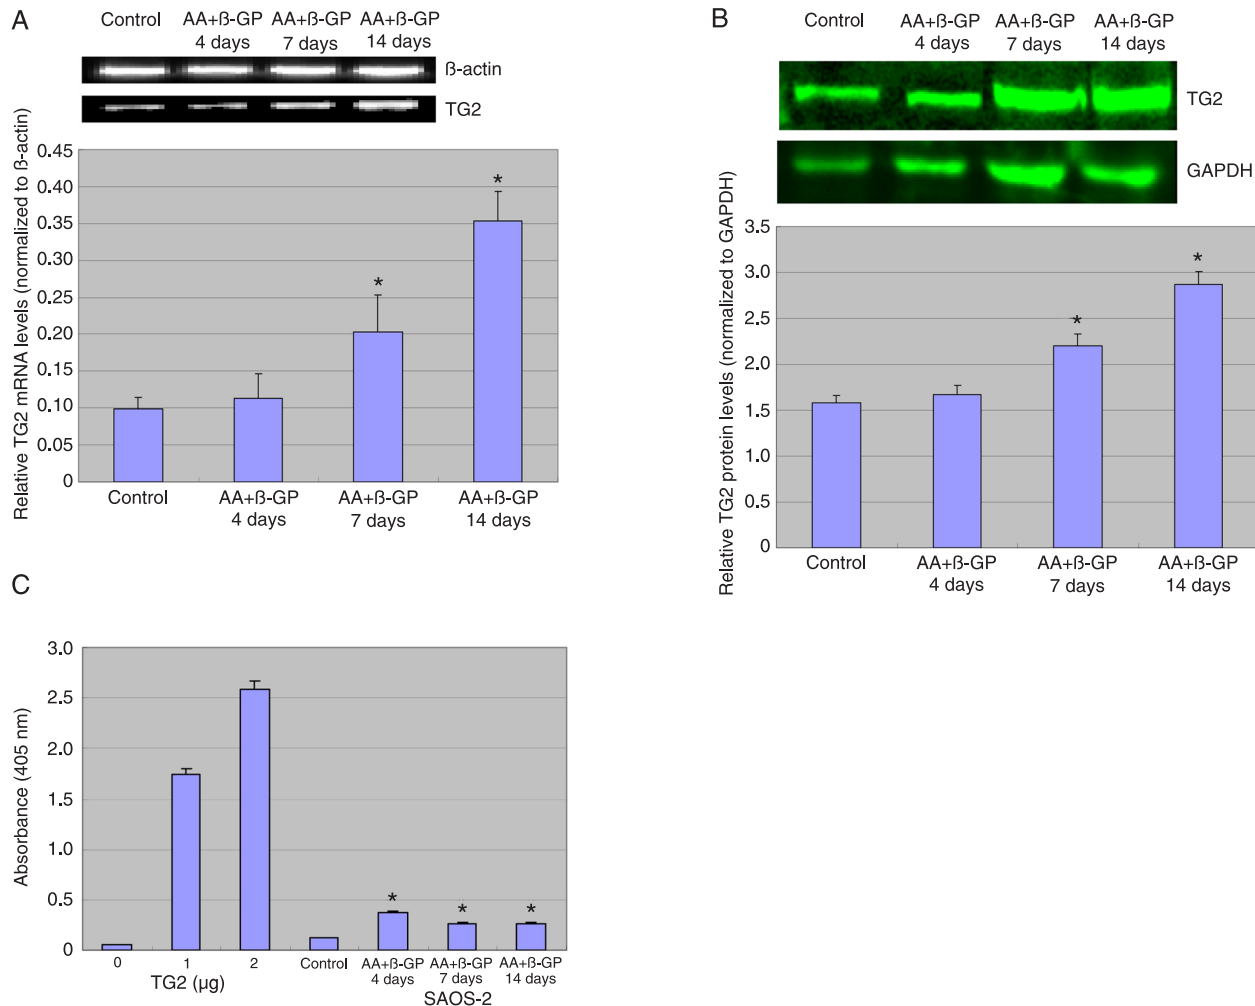 A
Control AA+ß-GP AA+ß-GP AA+ß-GP
4 days 7 days 14 days
ß-actin
TG2
Relative TG2 mRNA levels (normalized to ß-actin)
0.45
0.40
0.35
0.30
0.25
0.20
0.15
0.10
0.05
0
*
*
Control AA+ß-GP AA+ß-GP AA+ß-GP
4 days 7 days 14 days
B
Control AA+ß-GP AA+ß-GP AA+ß-GP
4 days 7 days 14 days
TG2
GAPDH
Relative TG2 protein levels (normalized to GAPDH)
3.5
3.0
2.5
2.0
1.5
1.0
0.5
0
*
*
Control AA+ß-GP AA+ß-GP AA+ß-GP
4 days 7 days 14 days
C
Absorbance (405 nm)
3.0
2.5
2.0
1.5
1.0
0.5
0
* * *
0 1 2 Control AA+ß-GP AA+ß-GP AA+ß-GP
4 days 7 days 14 days
TG2 (µg) SAOS-2